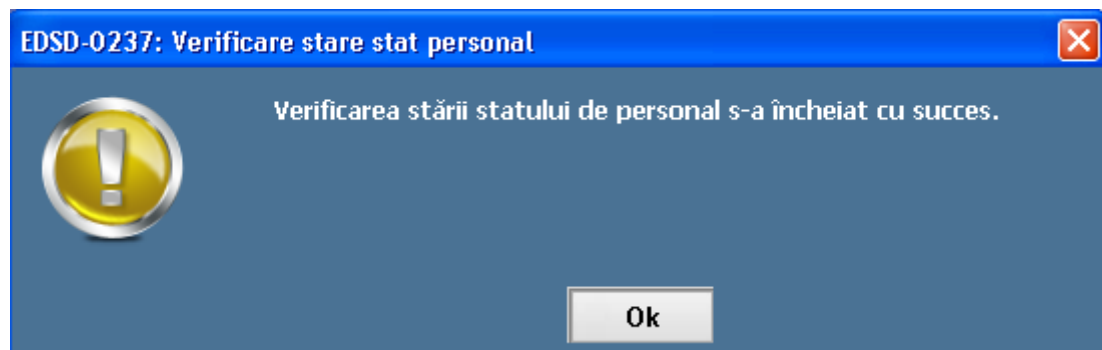 EDSD-0237: Verificare stare stat personal
Verificarea stării statului de personal s-a încheiat cu succes.
Ok